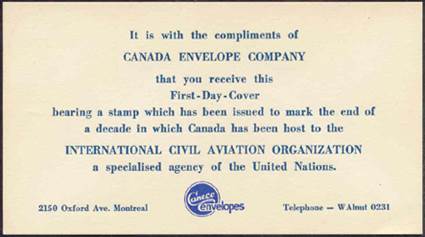 It is with the compliments of
CANADA ENVELOPE COMPANY
that you receive this
First-Day-Cover
bearing a stamp which has been issued to mark the end of
a decade in which Canada has been host to the
INTERNATIONAL CIVIL AVIATION ORGANIZATION
a specialised agency of the United Nations.
Caneco
envelopes
2150 Oxford Ave. Montreal
Telephone — WAlnut 0231